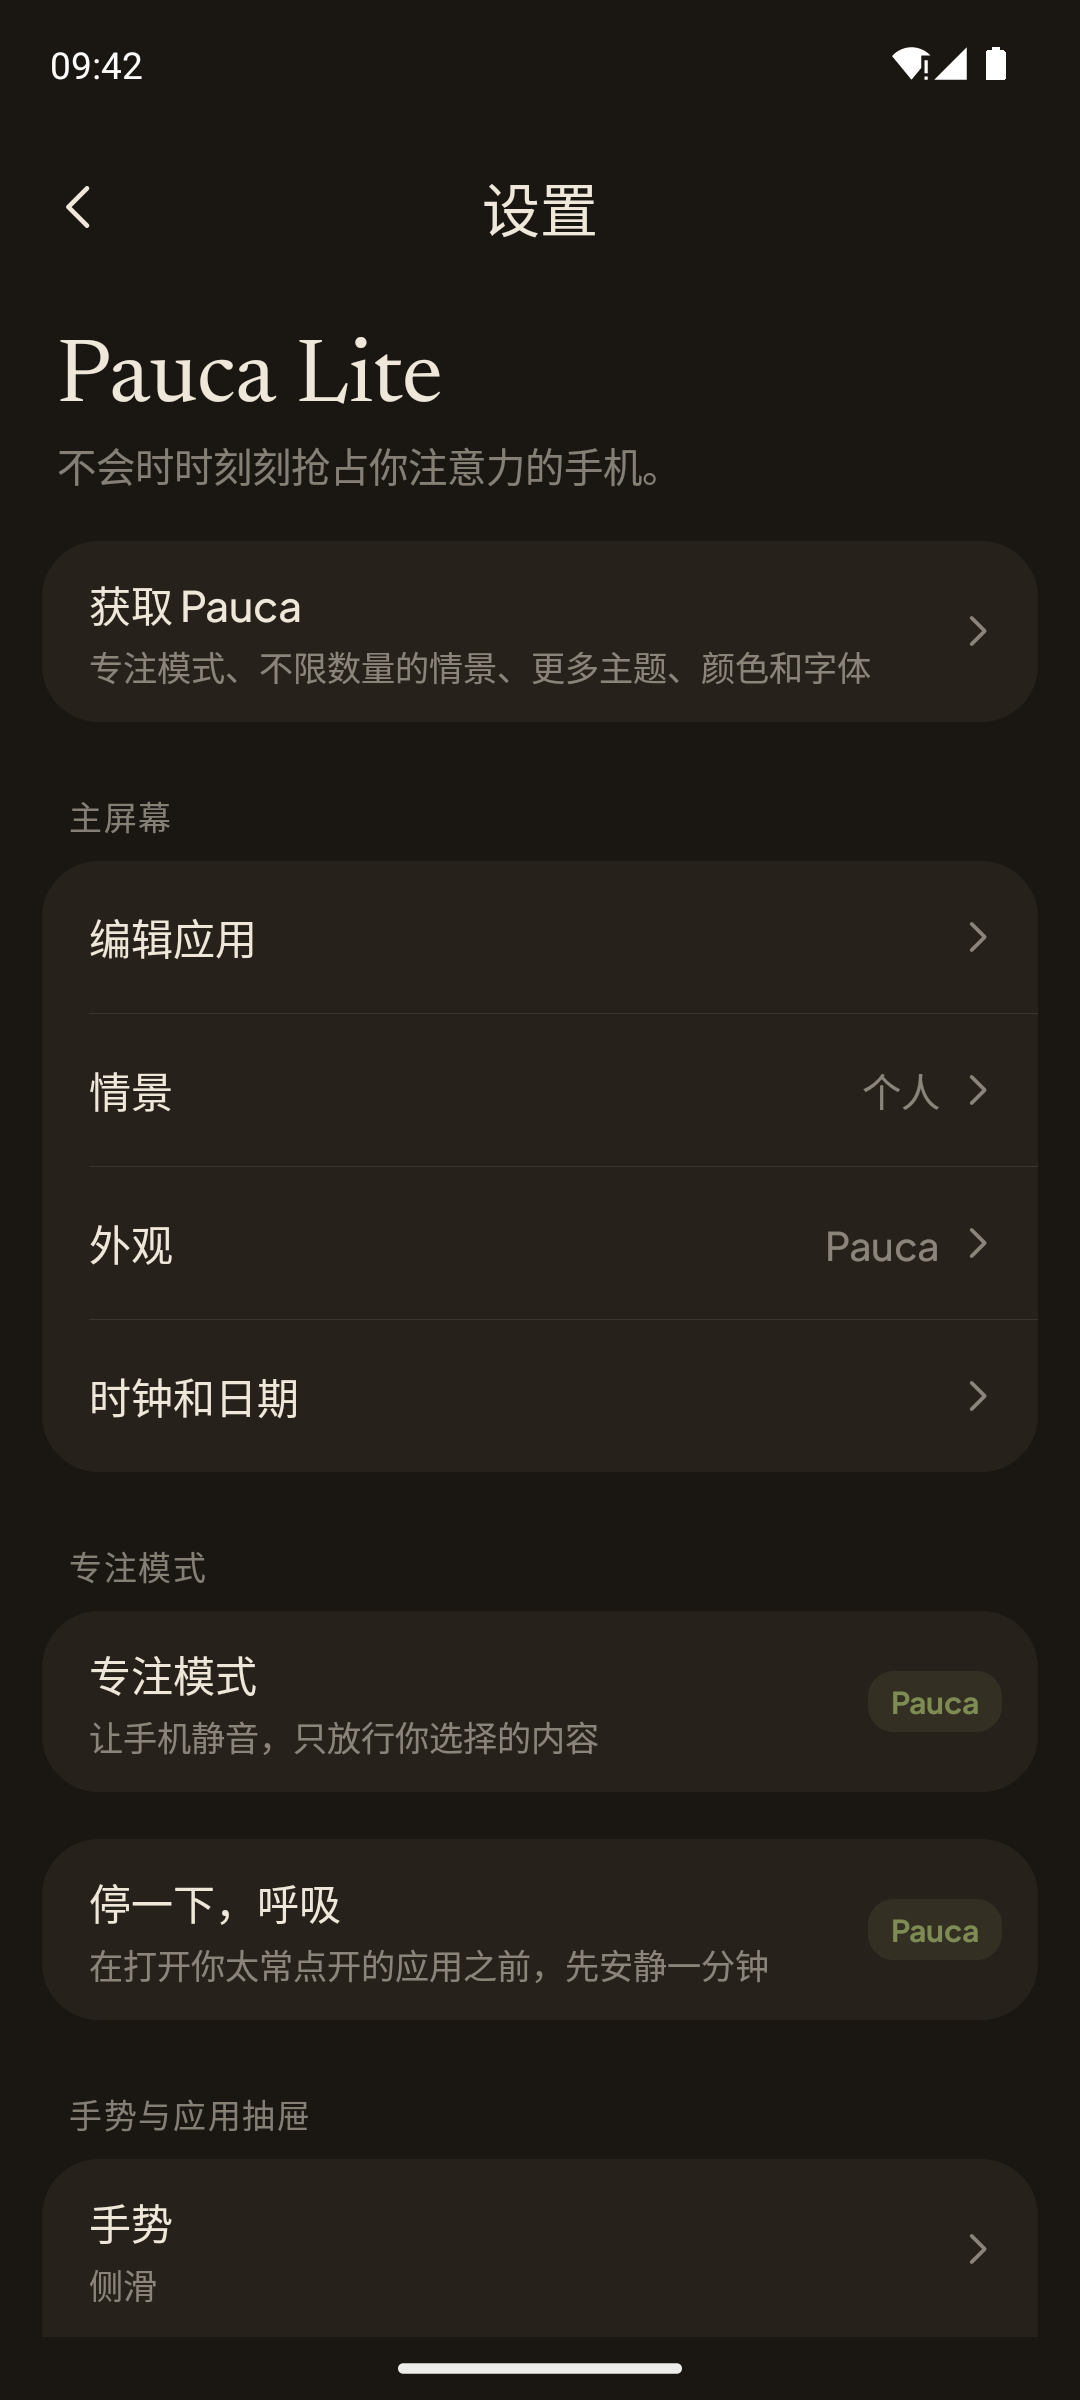 09:42
设置
Pauca Lite
不会时时刻刻抢占你注意力的手机。
获取 Pauca
专注模式、不限数量的情景、更多主题、颜色和字体
主屏幕
编辑应用
情景 个人
外观 Pauca
时钟和日期
专注模式
专注模式
让手机静音，只放行你选择的内容
Pauca
停一下，呼吸
在打开你太常点开的应用之前，先安静一分钟
Pauca
手势与应用抽屉
手势
侧滑